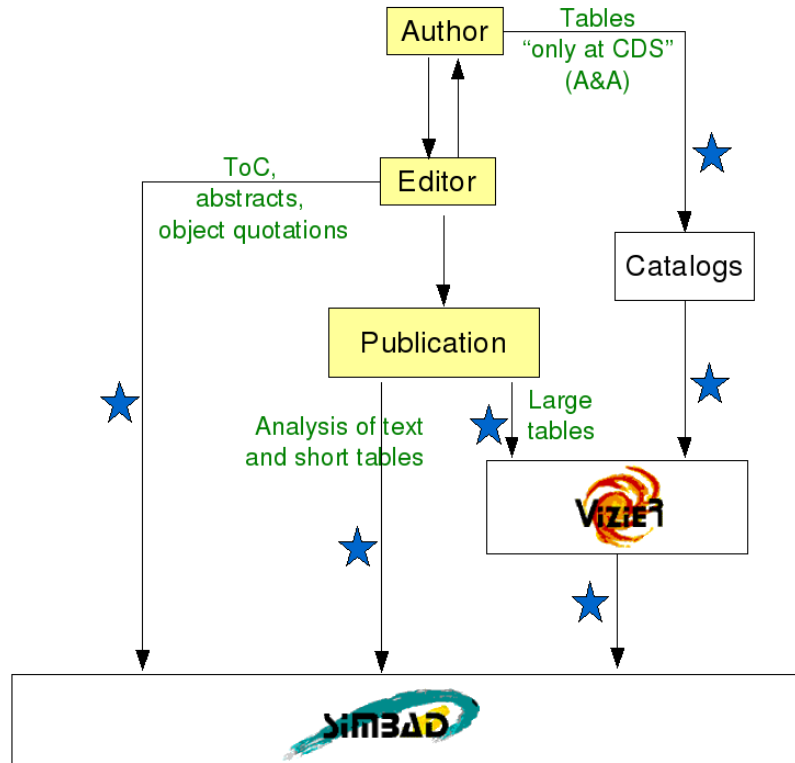 Author
Tables
“only at CDS”
(A&A)
ToC,
abstracts,
object quotations
Editor
Catalogs
Publication
Analysis of text
and short tables
Large
tables
VizieR
SIMBAD